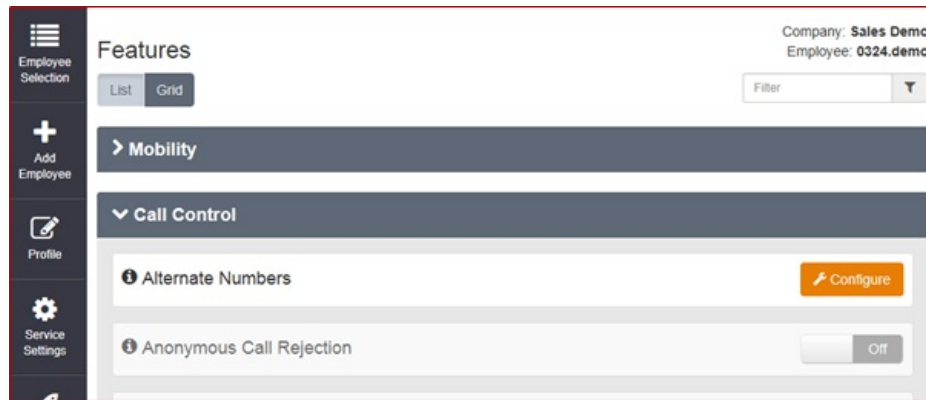 Employee
Selection
Add
Employee
Profile
Service
Settings
Features
Company: Sales Demo
Employee: 0324.demo
List
Grid
Filter
Mobility
Call Control
Alternate Numbers
Configure
Anonymous Call Rejection
Off